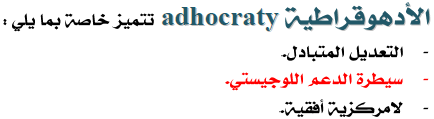 الأدهوقراطية adhocraty تتميز خاصة بما يلي :
- التعديل المتبادل.
- سيطرة الدعم اللوجيستي.
- لامركزية أفقية.